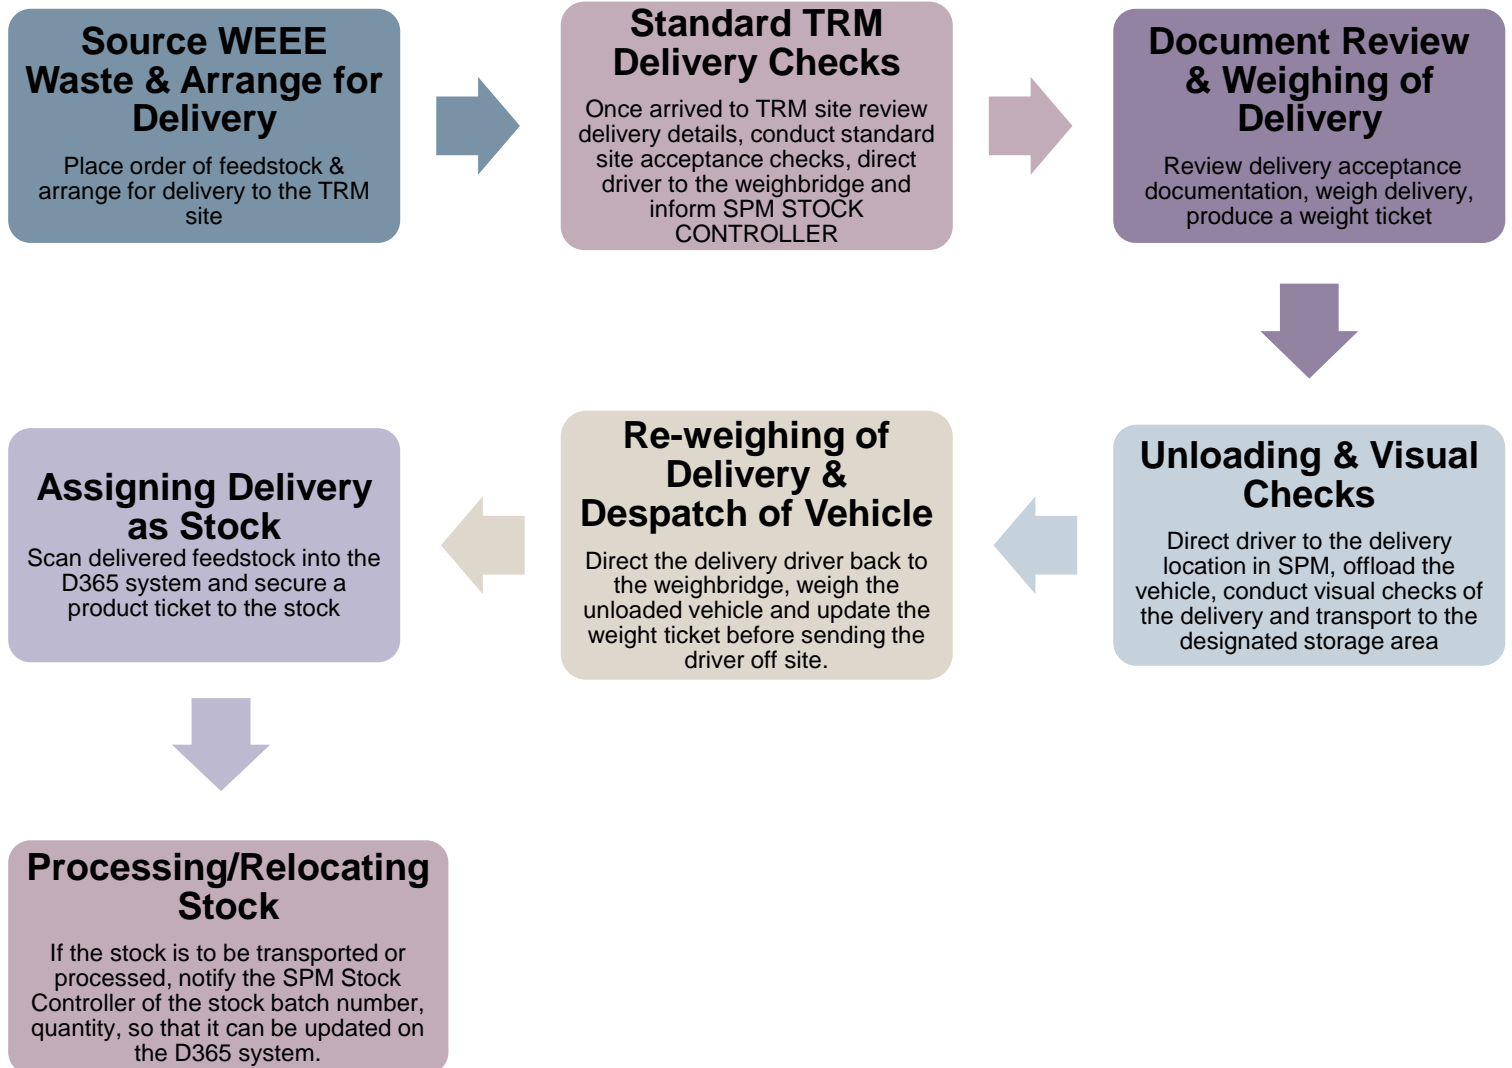 Source WEEE
Waste & Arrange for
Delivery
Place order of feedstock &
arrange for delivery to the TRM
site
Standard TRM
Delivery Checks
Once arrived to TRM site review
delivery details, conduct standard
site acceptance checks, direct
driver to the weighbridge and
inform SPM STOCK
CONTROLLER
Document Review
& Weighing of
Delivery
Review delivery acceptance
documentation, weigh delivery,
produce a weight ticket
Unloading & Visual
Checks
Direct driver to the delivery
location in SPM, offload the
vehicle, conduct visual checks of
the delivery and transport to the
designated storage area
Re-weighing of
Delivery &
Despatch of Vehicle
Direct the delivery driver back to
the weighbridge, weigh the
unloaded vehicle and update the
weight ticket before sending the
driver off site.
Assigning Delivery
as Stock
Scan delivered feedstock into the
D365 system and secure a
product ticket to the stock
Processing/Relocating
Stock
If the stock is to be transported or
processed, notify the SPM Stock
Controller of the stock batch number,
quantity, so that it can be updated on
the D365 system.